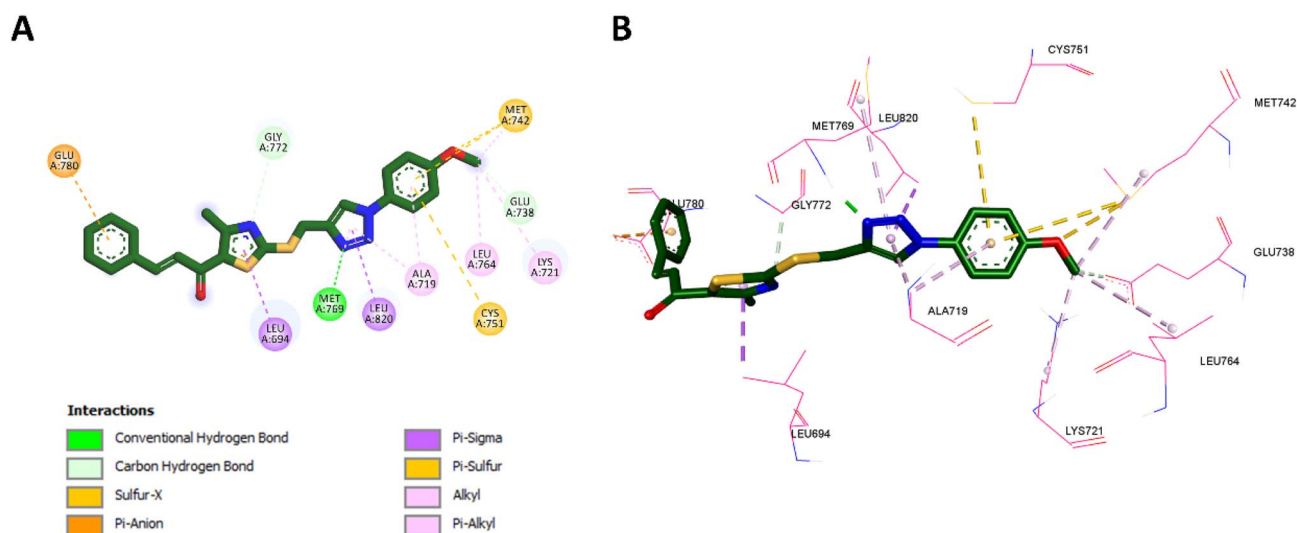 A
MET
A:742
GLY
A:772
GLU
A:780
GLU
A:738
LEU
A:764
LYS
A:721
ALA
A:719
MET
A:769
LEU
A:820
CYS
A:751
LEU
A:694
Interactions
Conventional Hydrogen Bond
Carbon Hydrogen Bond
Sulfur-X
Pi-Anion
Pi-Sigma
Pi-Sulfur
Alkyl
Pi-Alkyl
B
CYS751
MET742
MET769
LEU820
LU780
GLY772
GLU738
ALA719
LEU764
LYS721
LEU694